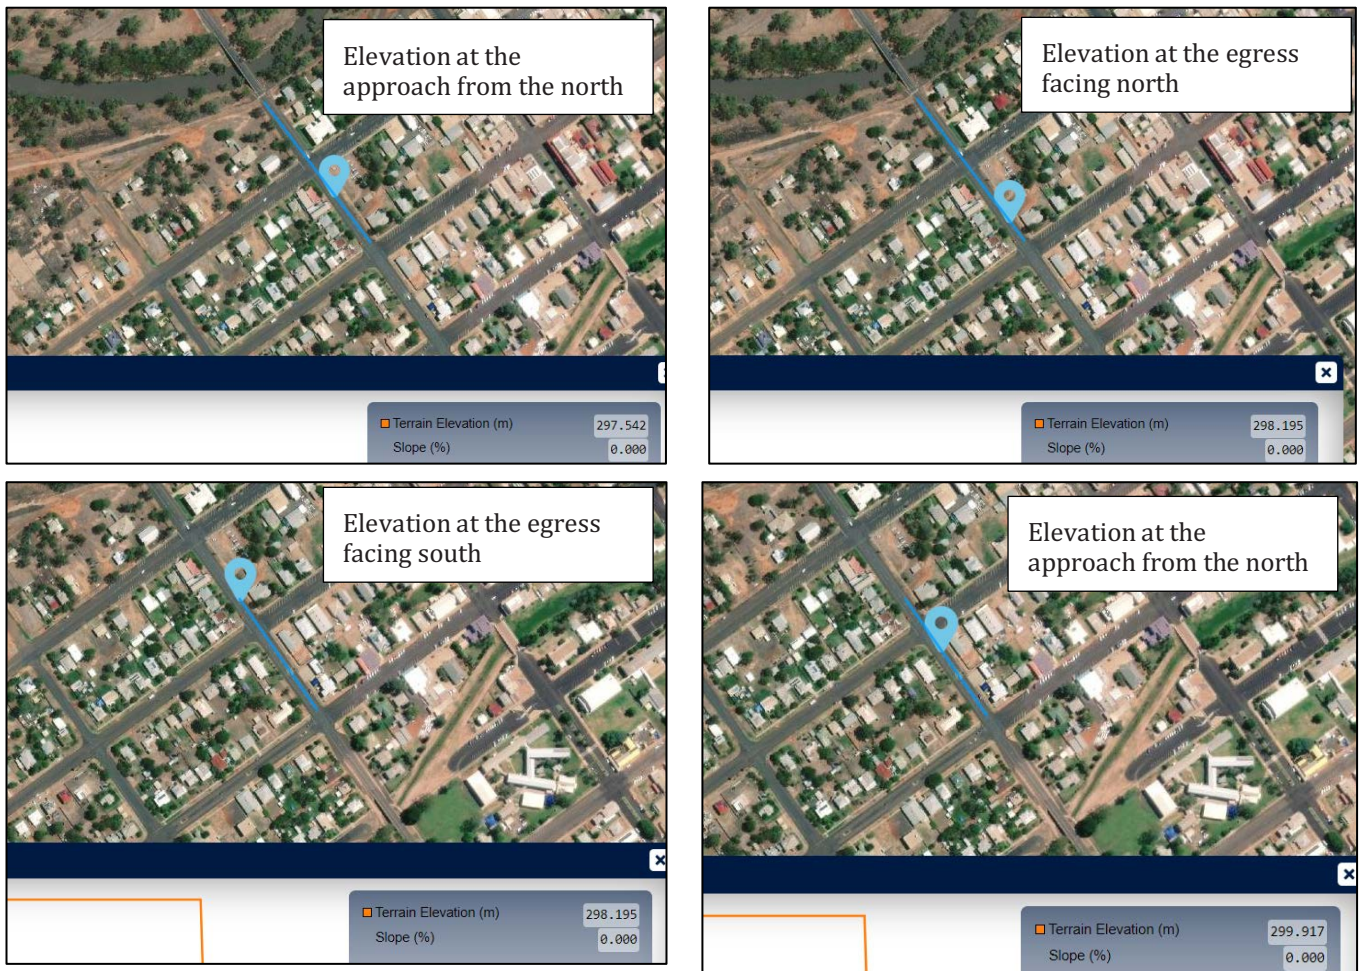 Elevation at the
approach from the north
Terrain Elevation (m) 297.542
Slope (%) 0.000
Elevation at the egress
facing north
Terrain Elevation (m) 298.195
Slope (%) 0.000
Elevation at the egress
facing south
Terrain Elevation (m) 298.195
Slope (%) 0.000
Elevation at the
approach from the north
Terrain Elevation (m) 299.917
Slope (%) 0.000